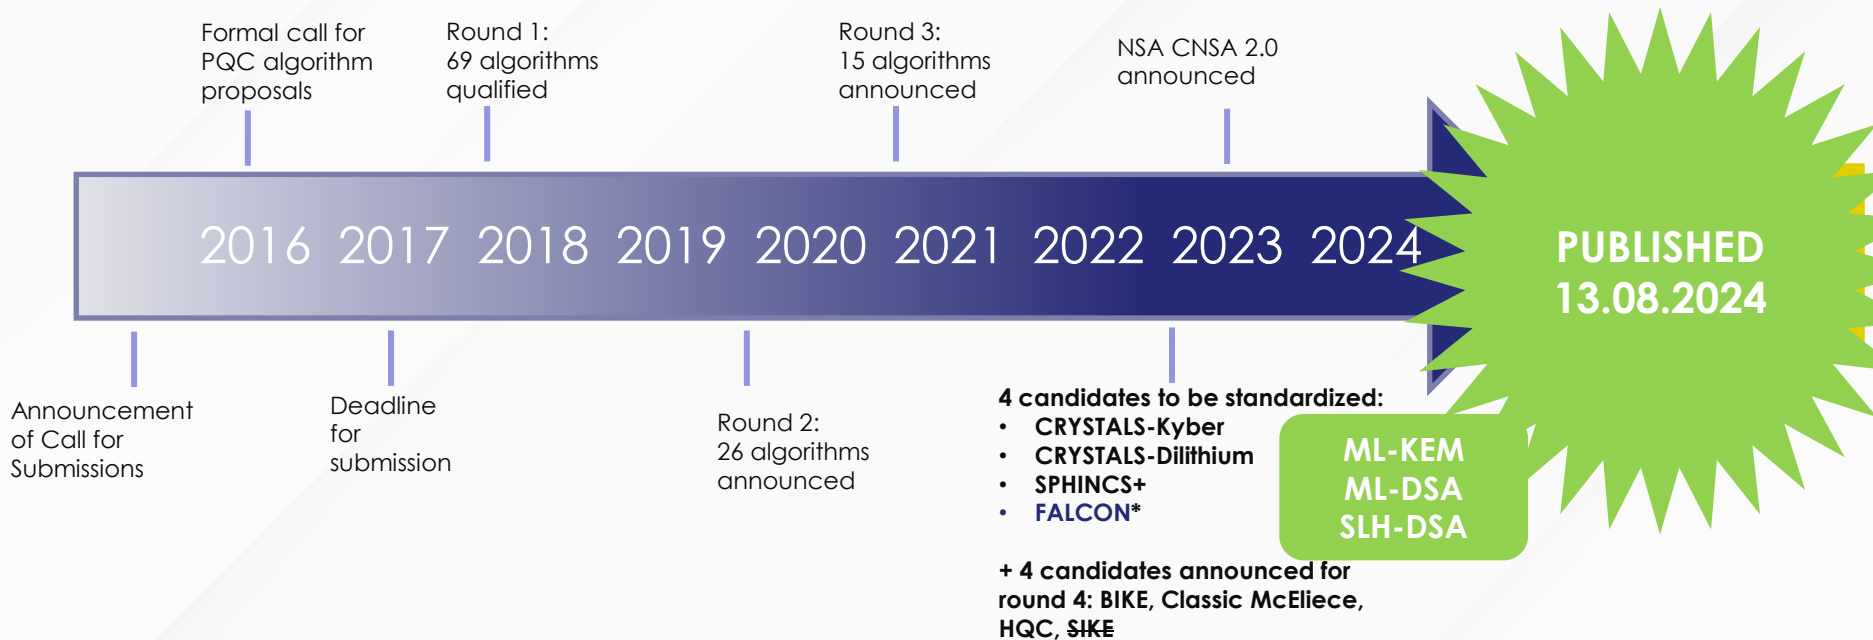 Formal call for
PQC algorithm
proposals
Round 1:
69 algorithms
qualified
Round 3:
15 algorithms
announced
NSA CNSA 2.0
announced
2016 2017 2018 2019 2020 2021 2022 2023 2024
PUBLISHED
13.08.2024
Announcement
of Call for
Submissions
Deadline
for
submission
Round 2:
26 algorithms
announced
4 candidates to be standardized:
• CRYSTALS-Kyber
• CRYSTALS-Dilithium
• SPHINCS+
• FALCON*
ML-KEM
ML-DSA
SLH-DSA
+ 4 candidates announced for
round 4: BIKE, Classic McEliece,
HQC, SIKE